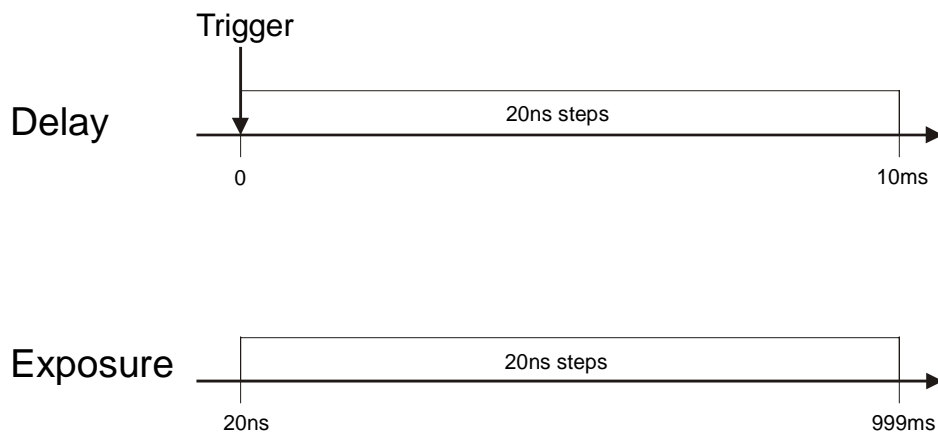 Trigger
Delay
20ns steps
0
10ms
Exposure
20ns steps
20ns
999ms